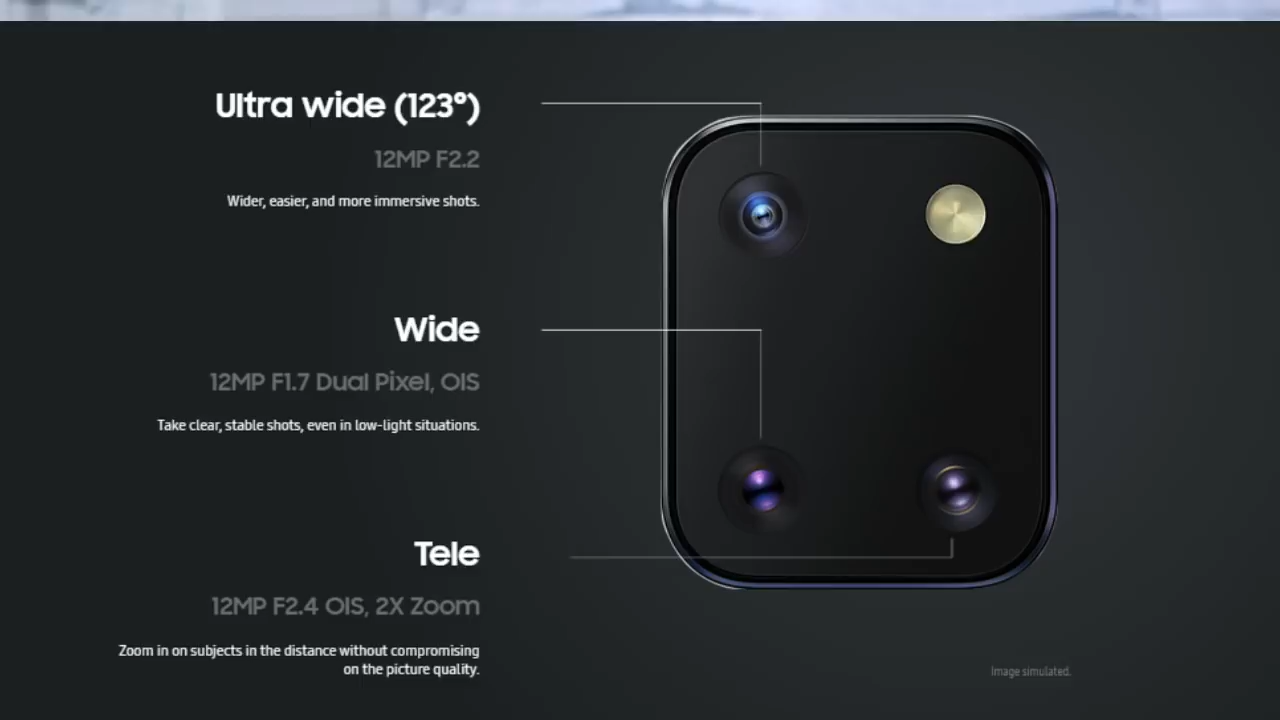 Ultra wide (123°)
12MP F2.2
Wider, easier, and more immersive shots.
Wide
12MP F1.7 Dual Pixel, OIS
Take clear, stable shots, even in low-light situations.
Tele
12MP F2.4 OIS, 2X Zoom
Zoom in on subjects in the distance without compromising
on the picture quality.
Image simulated.